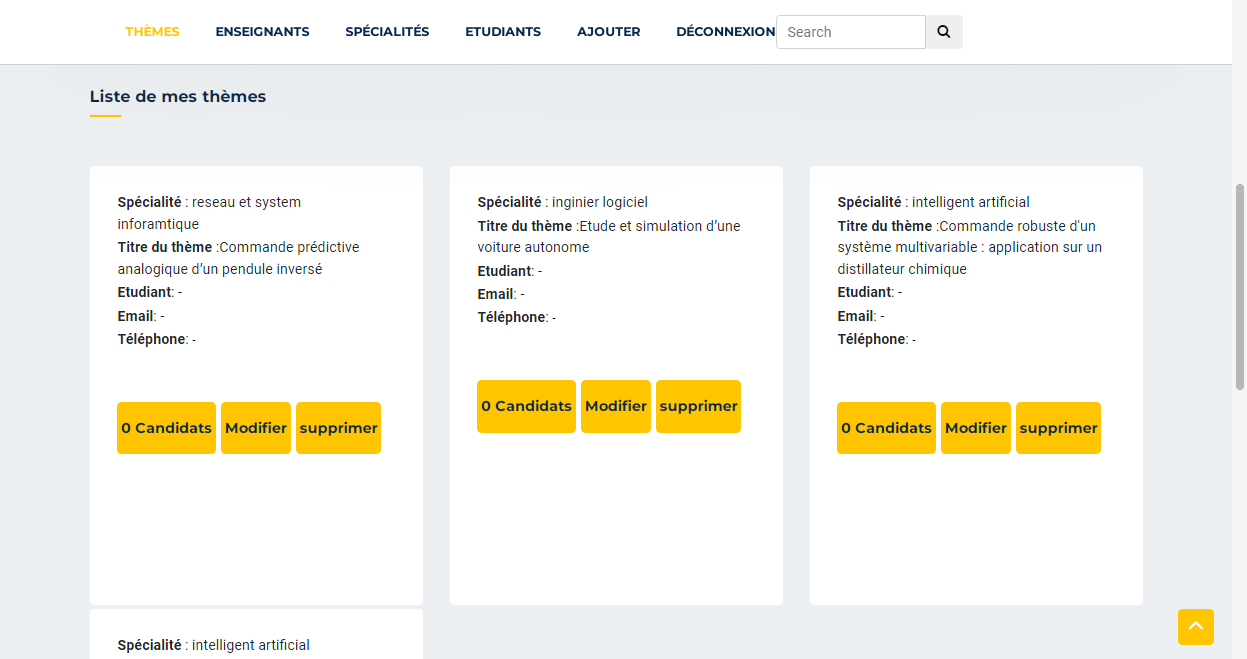 THÈMES ENSEIGNANTS SPÉCIALITÉS ETUDIANTS AJOUTER DÉCONNEXION Search
Liste de mes thèmes
Spécialité : reseau et system
inforamtique
Titre du thème :Commande prédictive
analogique d’un pendule inversé
Etudiant: -
Email: -
Téléphone: -
0 Candidats Modifier supprimer
Spécialité : inginier logiciel
Titre du thème :Etude et simulation d’une
voiture autonome
Etudiant: -
Email: -
Téléphone: -
0 Candidats Modifier supprimer
Spécialité : intelligent artificial
Titre du thème :Commande robuste d'un
système multivariable : application sur un
distillateur chimique
Etudiant: -
Email: -
Téléphone: -
0 Candidats Modifier supprimer
Spécialité : intelligent artificial